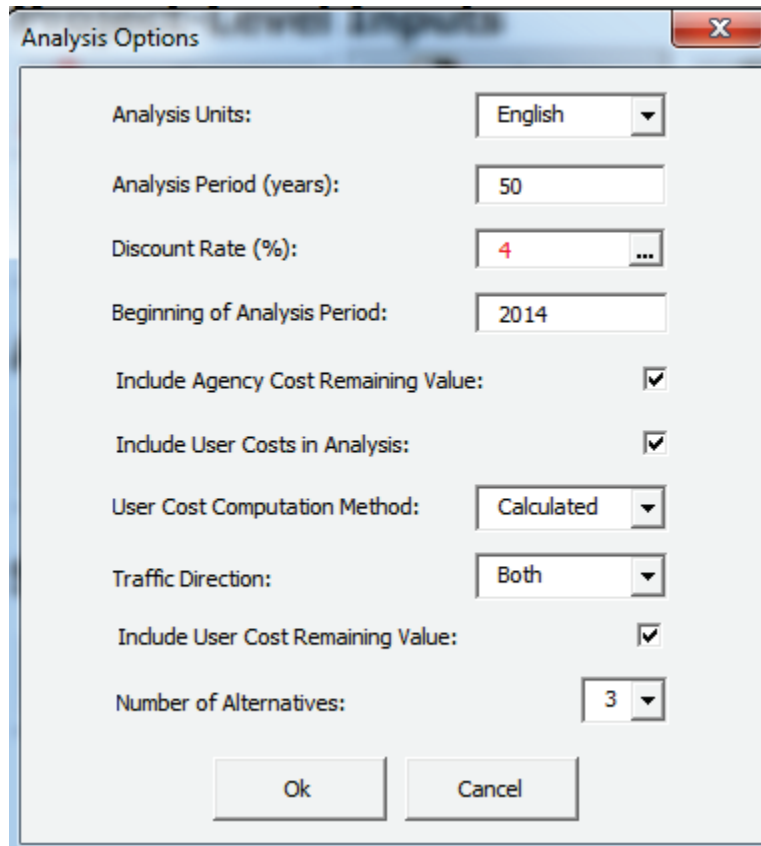 -Level Inputs
Analysis Options
X
Analysis Units: English
Analysis Period (years): 50
Discount Rate (%): 4 ...
Beginning of Analysis Period: 2014
Include Agency Cost Remaining Value:
Include User Costs in Analysis:
User Cost Computation Method: Calculated
Traffic Direction: Both
Include User Cost Remaining Value:
Number of Alternatives: 3
Ok Cancel